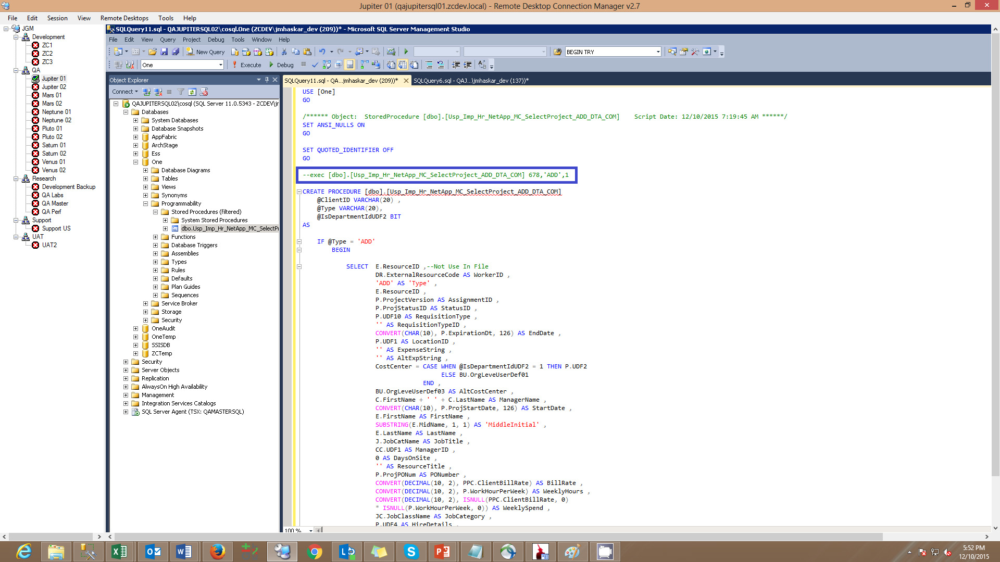 Jupiter 01 (qajupitersql01.zcdev.local) - Remote Desktop Connection Manager v2.7
File Edit Session View Remote Desktops Tools Help
JGM
Development
ZC1
ZC2
ZC3
QA
Jupiter 01
Jupiter 02
Mars 01
Mars 02
Neptune 01
Neptune 02
Pluto 01
Pluto 02
Saturn 01
Saturn 02
Venus 01
Venus 02
Research
Development Backup
QA Labs
QA Master
QA Perf
Support
Support US
UAT
UAT2
SQLQuery11.sql - QAJUPITERSQL02\cosql.One (ZCDEV\jmhaskar_dev (209))* - Microsoft SQL Server Management Studio
File Edit View Query Project Debug Tools Window Help
New Query BEGIN TRY
One Execute Debug
Object Explorer
Connect
QAJUPITERSQL02\cosql (SQL Server 11.0.5343 - ZCDEV\jr
Databases
System Databases
Database Snapshots
AppFabric
ArchStage
Ess
One
Database Diagrams
Tables
Views
Synonyms
Programmability
Stored Procedures (filtered)
System Stored Procedures
dbo.Usp_Imp_Hr_NetApp_MC_SelectPr
Functions
Database Triggers
Assemblies
Types
Rules
Defaults
Plan Guides
Sequences
Service Broker
Storage
Security
OneAudit
OneTemp
SSISDB
ZCTemp
Security
Server Objects
Replication
AlwaysOn High Availability
Management
Integration Services Catalogs
SQL Server Agent (TSX: QAMASTERSQL)
SQLQuery11.sql - QA...jmhaskar_dev (209))* SQLQuery6.sql - QAJ...\jmhaskar_dev (137))*
USE [One]
GO
/****** Object:  StoredProcedure [dbo].[Usp_Imp_Hr_NetApp_MC_SelectProject_ADD_DTA_COM]    Script Date: 12/10/2015 7:19:45 AM ******/
SET ANSI_NULLS ON
GO
SET QUOTED_IDENTIFIER OFF
GO
--exec [dbo].[Usp_Imp_Hr_NetApp_MC_SelectProject_ADD_DTA_COM] 678,'ADD',1
CREATE PROCEDURE [dbo].[Usp_Imp_Hr_NetApp_MC_SelectProject_ADD_DTA_COM]
@ClientID VARCHAR(20) ,
@Type VARCHAR(20),
@IsDepartmentIdUDF2 BIT
AS
IF @Type = 'ADD'
BEGIN
SELECT  E.ResourceID ,--Not Use In File
DR.ExternalResourceCode AS WorkerID ,
'ADD' AS 'Type' ,
E.ResourceID ,
P.ProjectVersion AS AssignmentID ,
P.ProjStatusID AS StatusID ,
P.UDF10 AS RequisitionType ,
'' AS RequisitionTypeID ,
CONVERT(CHAR(10), P.ExpirationDt, 126) AS EndDate ,
P.UDF1 AS LocationID ,
'' AS ExpenseString ,
'' AS AltExpString ,
CostCenter = CASE WHEN @IsDepartmentIdUDF2 = 1 THEN P.UDF2
ELSE BU.OrgLeveUserDef01
END ,
BU.OrgLeveUserDef03 AS AltCostCenter ,
C.FirstName + ' ' + C.LastName AS ManagerName ,
CONVERT(CHAR(10), P.ProjStartDate, 126) AS StartDate ,
E.FirstName AS FirstName ,
SUBSTRING(E.MidName, 1, 1) AS 'MiddleInitial' ,
E.LastName AS LastName ,
J.JobCatName AS JobTitle ,
CC.UDF1 AS ManagerID ,
0 AS DaysOnSite ,
'' AS ResourceTitle ,
P.ProjPONum AS PONumber ,
CONVERT(DECIMAL(10, 2), PPC.ClientBillRate) AS BillRate ,
CONVERT(DECIMAL(10, 2), P.WorkHourPerWeek) AS WeeklyHours ,
CONVERT(DECIMAL(10, 2), ISNULL(PPC.ClientBillRate, 0)
* ISNULL(P.WorkHourPerWeek, 0)) AS WeeklySpend ,
JC.JobClassName AS JobCategory ,
P.UDF4 AS HireDetails ,
100 %
5:52 PM
12/10/2015